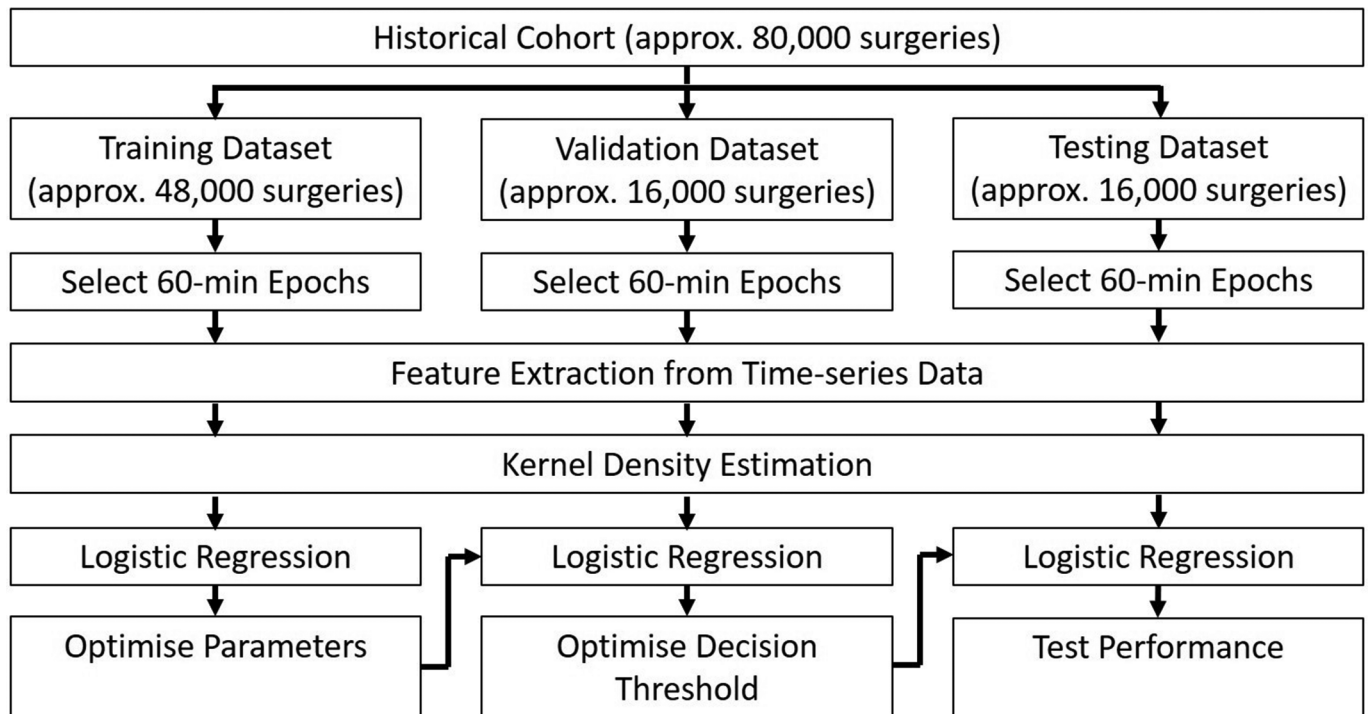 Historical Cohort (approx. 80,000 surgeries)
Training Dataset
(approx. 48,000 surgeries)
Validation Dataset
(approx. 16,000 surgeries)
Testing Dataset
(approx. 16,000 surgeries)
Select 60-min Epochs
Select 60-min Epochs
Select 60-min Epochs
Feature Extraction from Time-series Data
Kernel Density Estimation
Logistic Regression
Logistic Regression
Logistic Regression
Optimise Parameters
Optimise Decision
Threshold
Test Performance